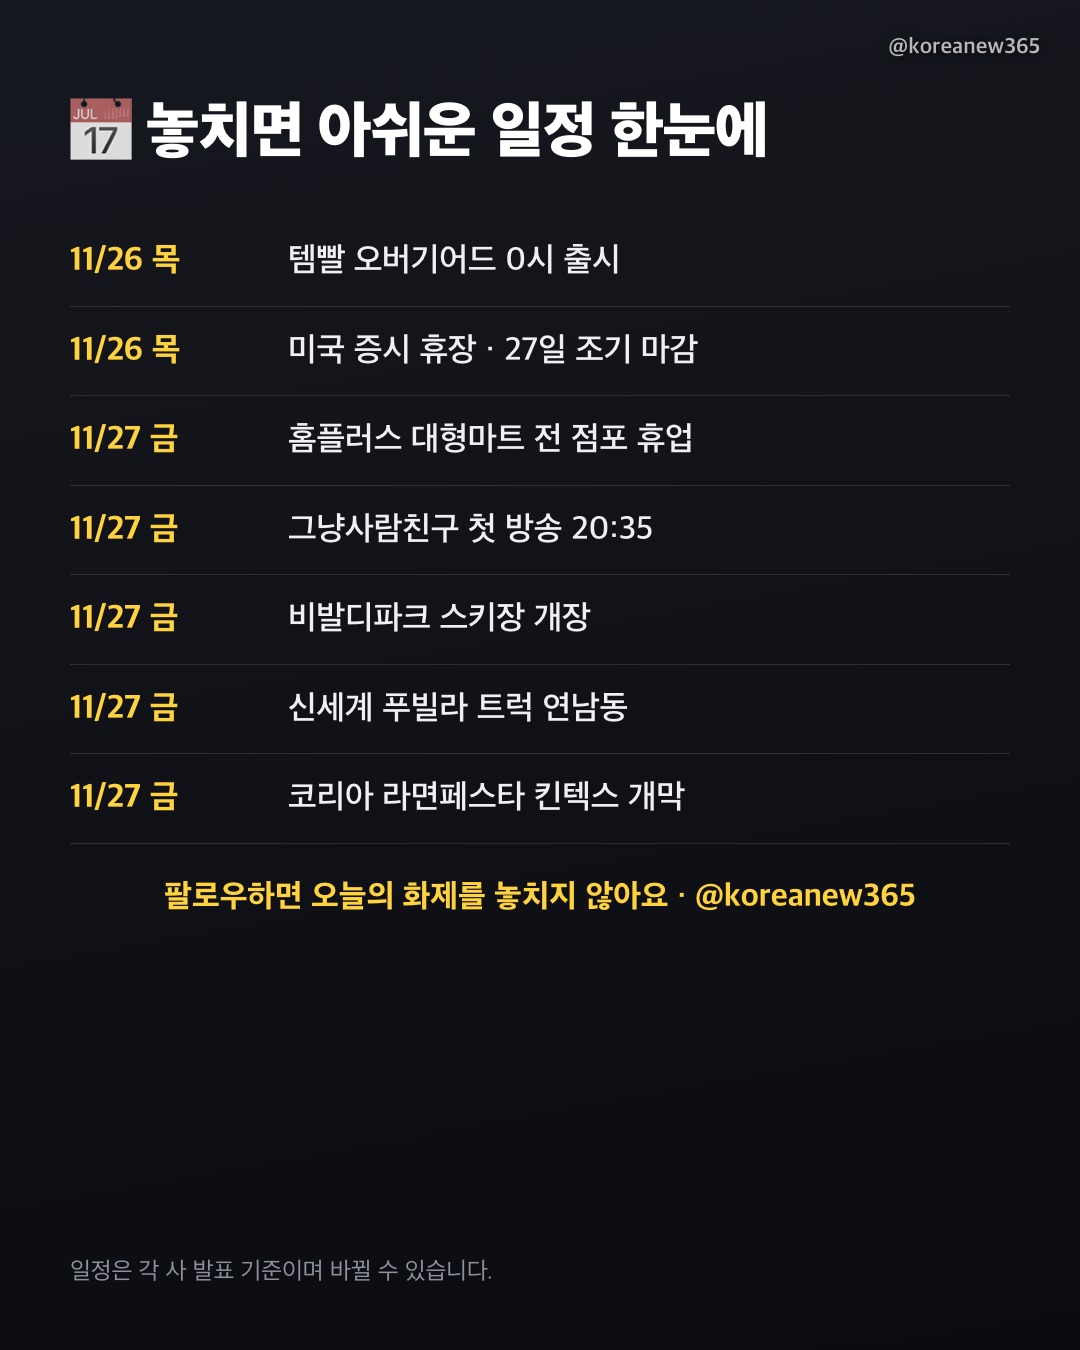 @koreanew365
JUL
17
놓치면 아쉬운 일정 한눈에
11/26 목 템빨 오버기어드 0시 출시
11/26 목 미국 증시 휴장 · 27일 조기 마감
11/27 금 홈플러스 대형마트 전 점포 휴업
11/27 금 그냥사람친구 첫 방송 20:35
11/27 금 비발디파크 스키장 개장
11/27 금 신세계 푸빌라 트럭 연남동
11/27 금 코리아 라면페스타 킨텍스 개막
팔로우하면 오늘의 화제를 놓치지 않아요 · @koreanew365
일정은 각 사 발표 기준이며 바뀔 수 있습니다.